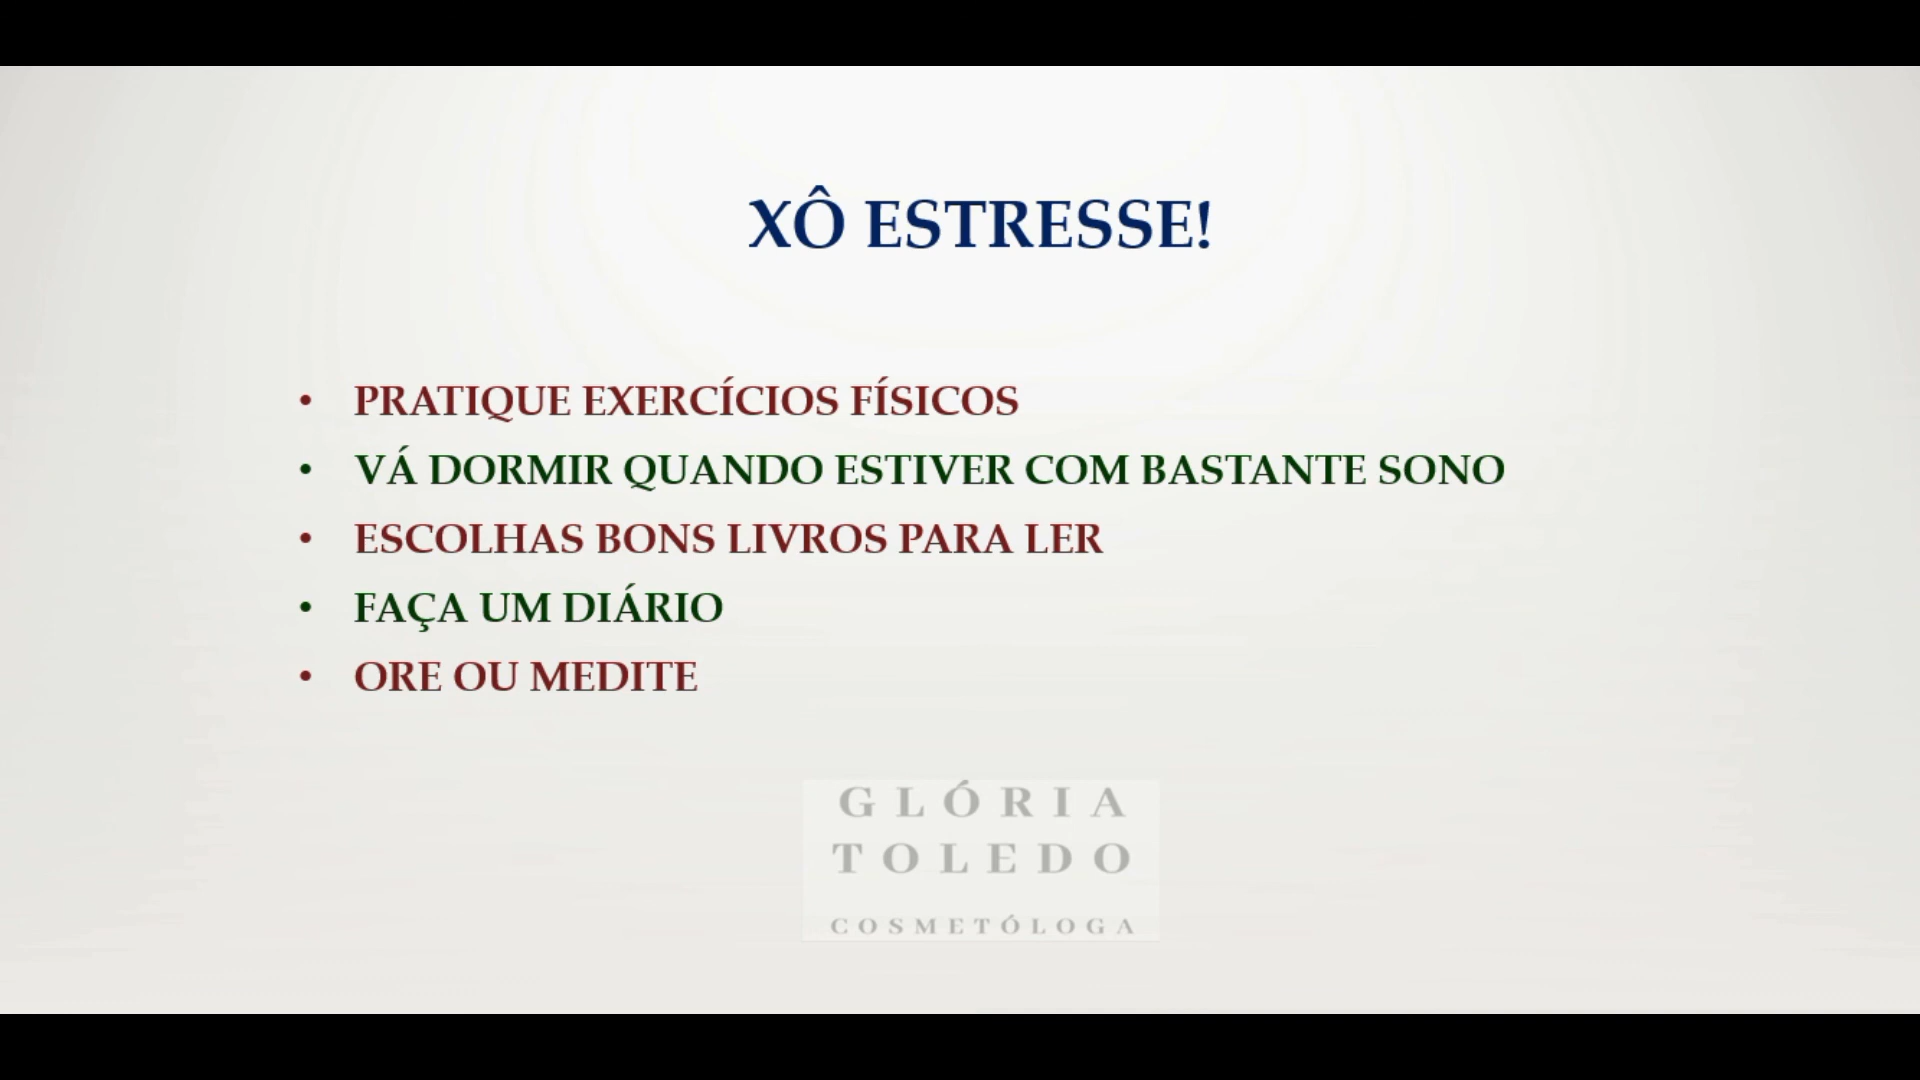 XÔ ESTRESSE!
• PRATIQUE EXERCÍCIOS FÍSICOS
• VÁ DORMIR QUANDO ESTIVER COM BASTANTE SONO
• ESCOLHAS BONS LIVROS PARA LER
• FAÇA UM DIÁRIO
• ORE OU MEDITE
GLÓRIA
TOLEDO
COSMETÓLOGA